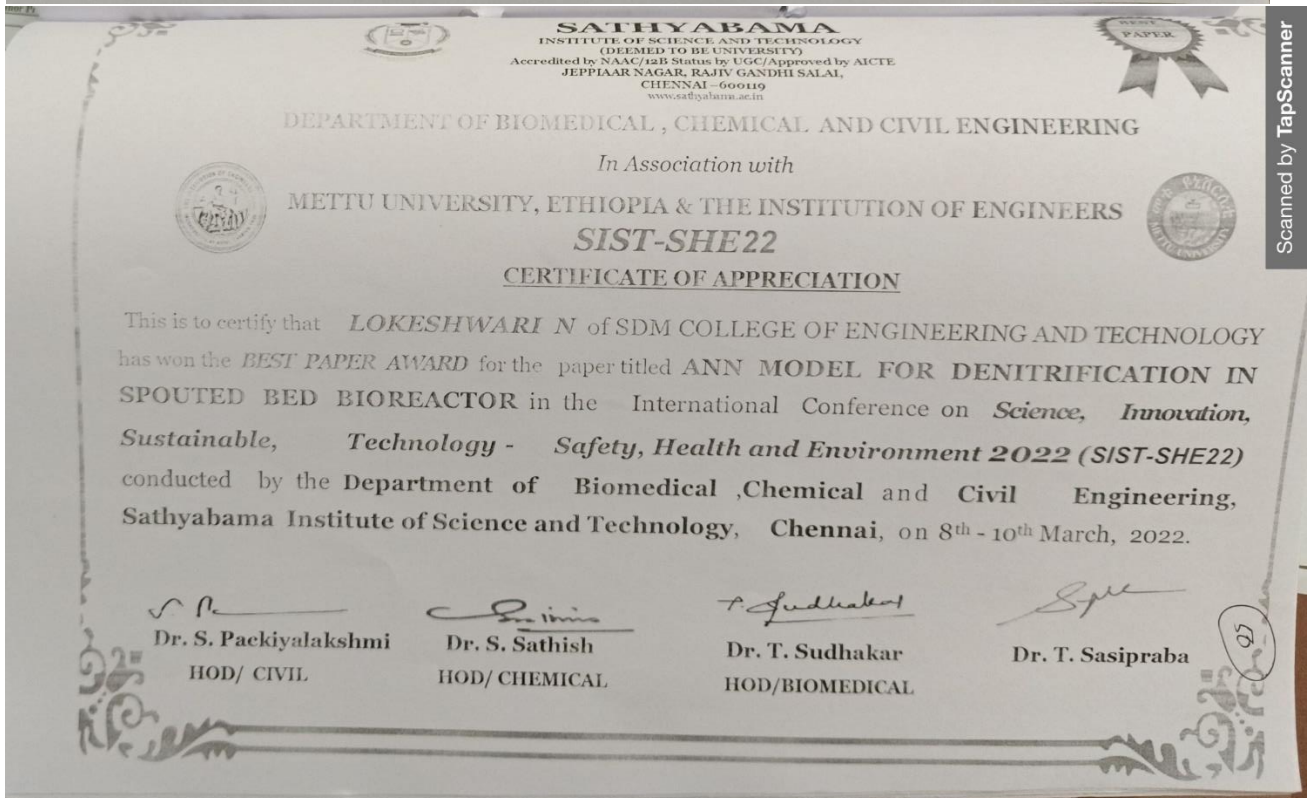 SATHYABAMA
INSTITUTE OF SCIENCE AND TECHNOLOGY
(DEEMED TO BE UNIVERSITY)
Accredited by NAAC/12B Status by UGC/Approved by AICTE
JEPPIAAR NAGAR, RAJIV GANDHI SALAI,
CHENNAI – 600119
www.sathyabama.ac.in
BEST
PAPER
DEPARTMENT OF BIOMEDICAL , CHEMICAL AND CIVIL ENGINEERING
In Association with
METTU UNIVERSITY, ETHIOPIA & THE INSTITUTION OF ENGINEERS
METTU UNIVERSITY
SIST-SHE22
CERTIFICATE OF APPRECIATION
This is to certify that LOKESHWARI N of SDM COLLEGE OF ENGINEERING AND TECHNOLOGY
has won the BEST PAPER AWARD for the paper titled ANN MODEL FOR DENITRIFICATION IN
SPOUTED BED BIOREACTOR in the International Conference on Science, Innovation,
Sustainable, Technology - Safety, Health and Environment 2022 (SIST-SHE22)
conducted by the Department of Biomedical ,Chemical and Civil Engineering,
Sathyabama Institute of Science and Technology, Chennai, on 8th - 10th March, 2022.
T. Sudhakar
Dr. S. Packiyalakshmi
HOD/ CIVIL
Dr. S. Sathish
HOD/ CHEMICAL
Dr. T. Sudhakar
HOD/BIOMEDICAL
Dr. T. Sasipraba
Scanned by TapScanner